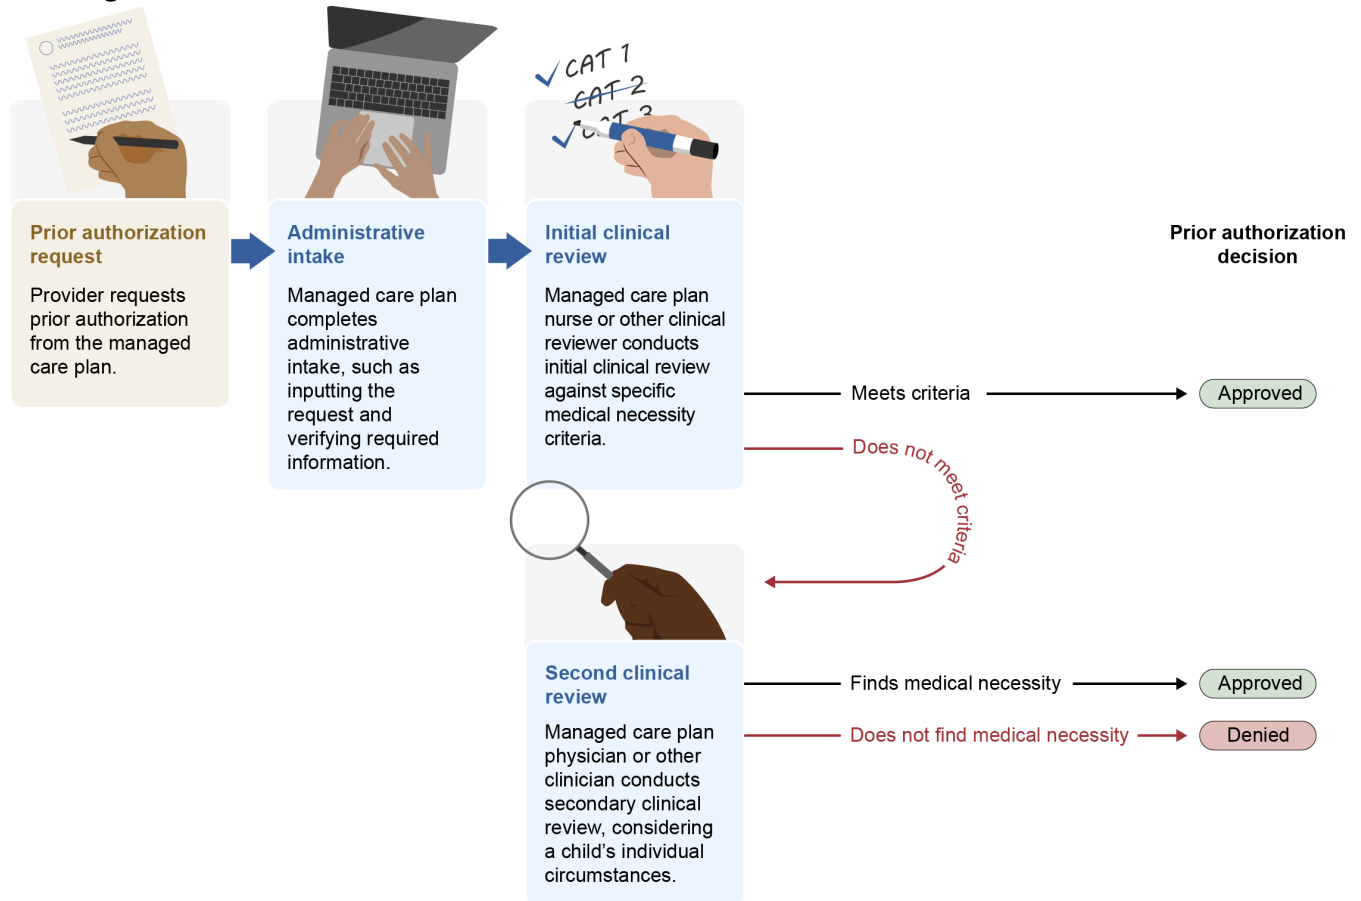 CAT 1
CAT 2
CAT 3
Prior authorization
request
Provider requests
prior authorization
from the managed
care plan.
Administrative
intake
Managed care plan
completes
administrative
intake, such as
inputting the
request and
verifying required
information.
Initial clinical
review
Managed care plan
nurse or other clinical
reviewer conducts
initial clinical review
against specific
medical necessity
criteria.
Prior authorization
decision
Meets criteria
Approved
Does not meet criteria
Second clinical
review
Managed care plan
physician or other
clinician conducts
secondary clinical
review, considering
a child’s individual
circumstances.
Finds medical necessity
Approved
Does not find medical necessity
Denied